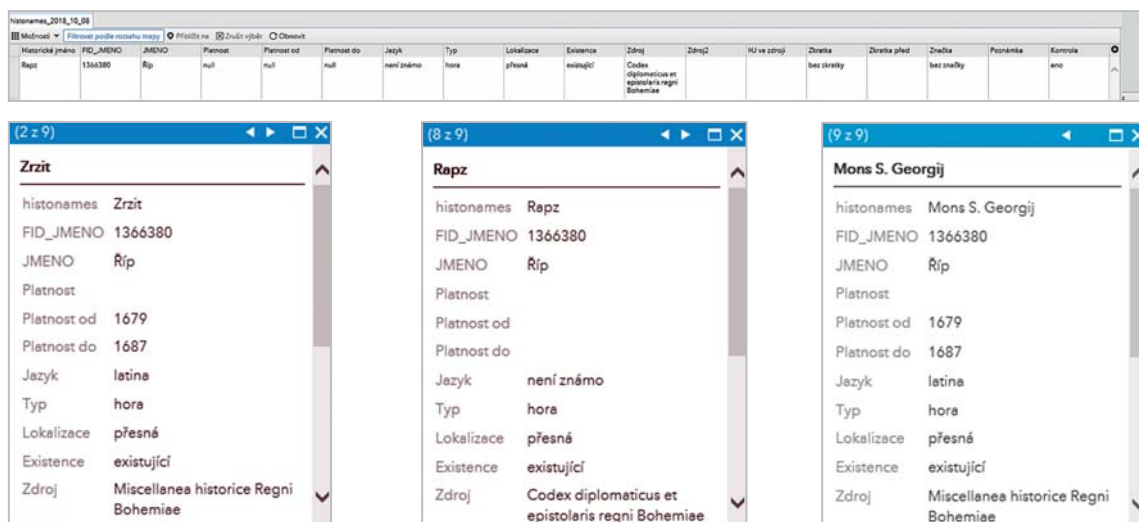 histonames_2018_10_08
Možnosti Filtrovat podle rozsahu mapy Přiblížit na Zrušit výběr Obnovit
Historické jméno FID_JMENO JMENO Platnost Platnost od Platnost do Jazyk Typ Lokalizace Existence Zdroj Zdroj2 HJ ve zdroji Zkratka Zkratka před Značka Poznámka Kontrola
Rapz 1366380 Říp null null null není známo hora přesná existující Codex bez zkratky bez značky ano
diplomaticus et
epistolaris regni
Bohemiae
(2 z 9)
Zrzit
histonames Zrzit
FID_JMENO 1366380
JMENO Říp
Platnost
Platnost od 1679
Platnost do 1687
Jazyk latina
Typ hora
Lokalizace přesná
Existence existující
Zdroj Miscellanea historice Regni
Bohemiae
(8 z 9)
Rapz
histonames Rapz
FID_JMENO 1366380
JMENO Říp
Platnost
Platnost od
Platnost do
Jazyk není známo
Typ hora
Lokalizace přesná
Existence existující
Zdroj Codex diplomaticus et
epistolaris regni Bohemiae
(9 z 9)
Mons S. Georgij
histonames Mons S. Georgij
FID_JMENO 1366380
JMENO Říp
Platnost
Platnost od 1679
Platnost do 1687
Jazyk latina
Typ hora
Lokalizace přesná
Existence existující
Zdroj Miscellanea historice Regni
Bohemiae